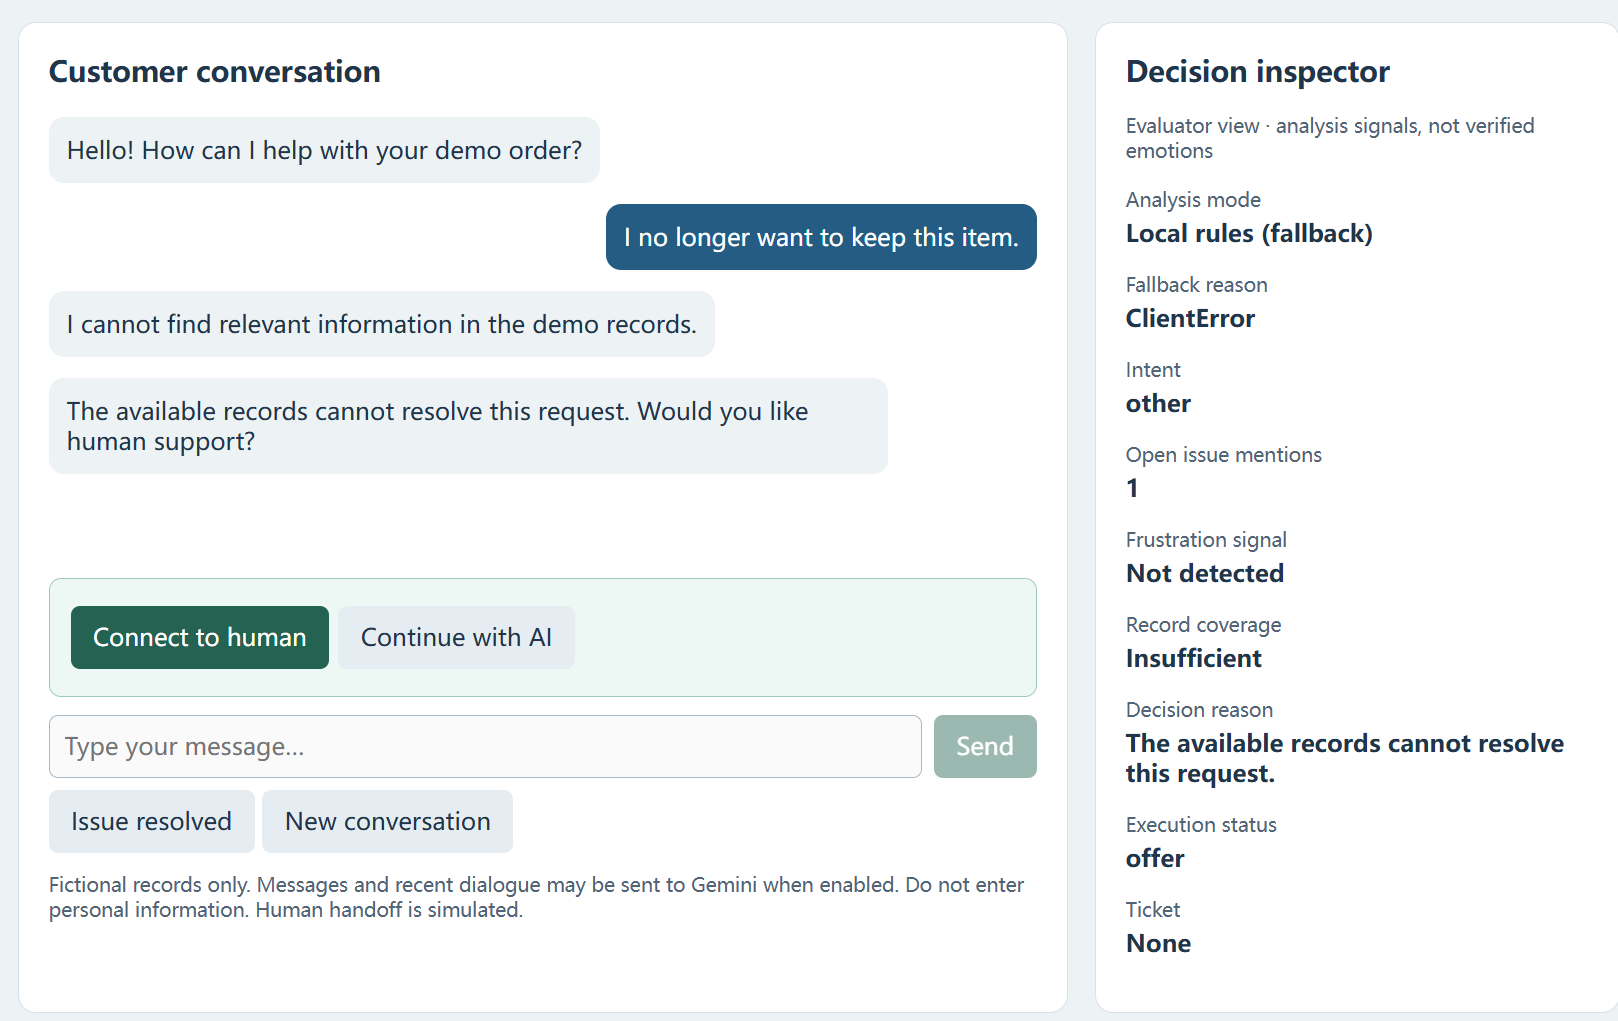 Customer conversation
Hello! How can I help with your demo order?
I no longer want to keep this item.
I cannot find relevant information in the demo records.
The available records cannot resolve this request. Would you like
human support?
Connect to human
Continue with AI
Type your message...
Send
Issue resolved
New conversation
Fictional records only. Messages and recent dialogue may be sent to Gemini when enabled. Do not enter
personal information. Human handoff is simulated.
Decision inspector
Evaluator view · analysis signals, not verified
emotions
Analysis mode
Local rules (fallback)
Fallback reason
ClientError
Intent
other
Open issue mentions
1
Frustration signal
Not detected
Record coverage
Insufficient
Decision reason
The available records cannot resolve
this request.
Execution status
offer
Ticket
None